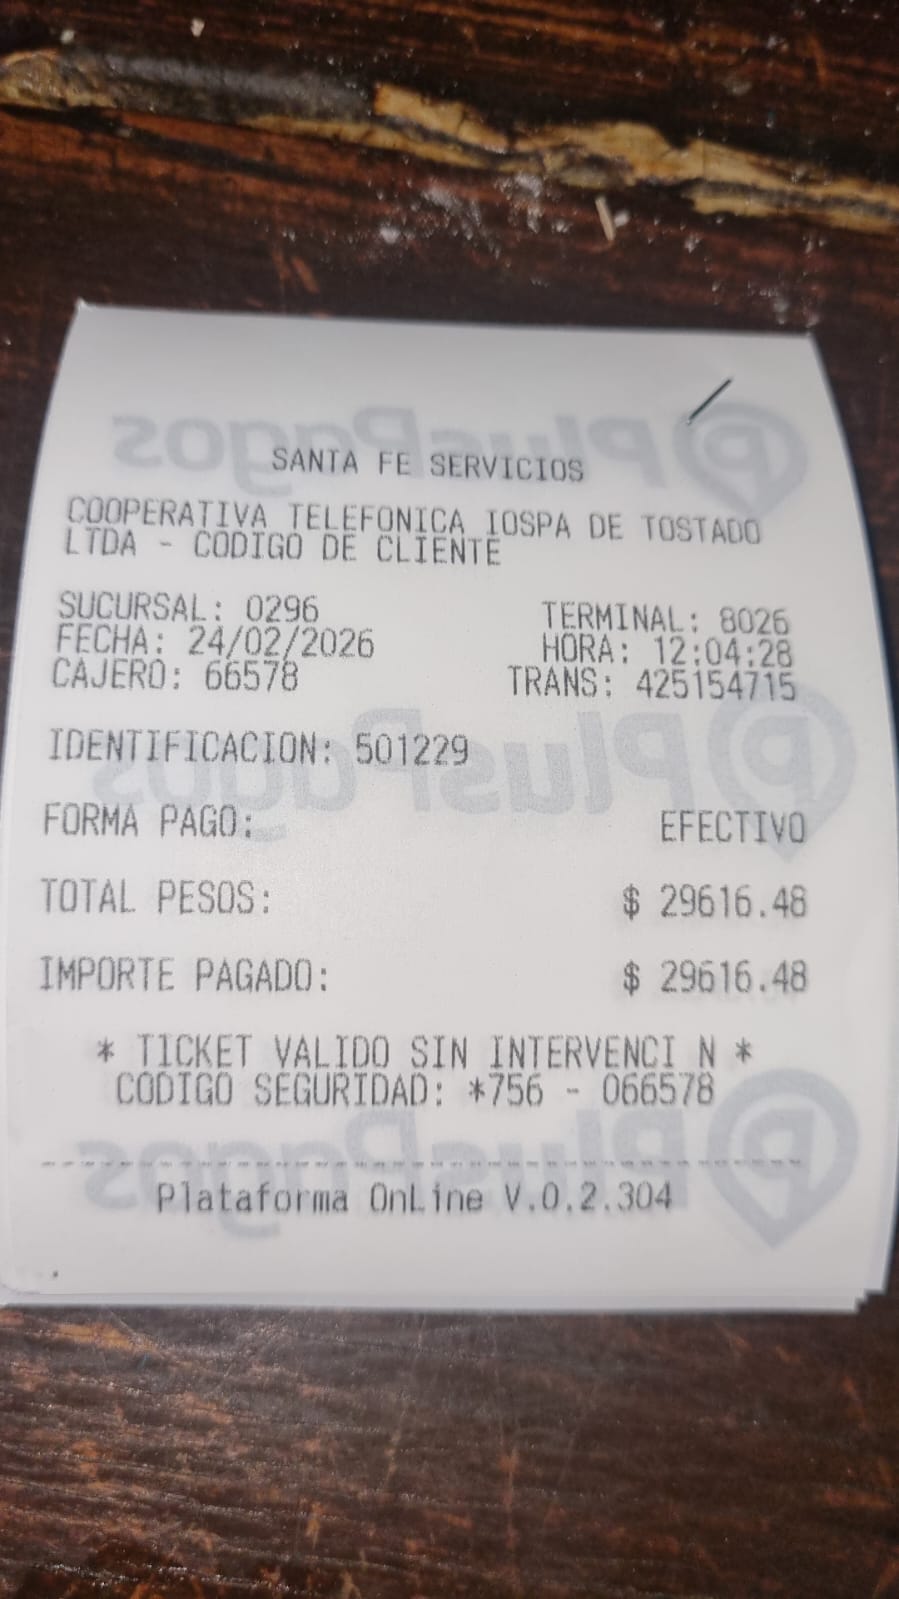 SANTA FE SERVICIOS
COOPERATIVA TELEFONICA IOSPA DE TOSTADO
LTDA - CODIGO DE CLIENTE
SUCURSAL: 0296 TERMINAL: 8026
FECHA: 24/02/2026 HORA: 12:04:28
CAJERO: 66578 TRANS: 425154715
IDENTIFICACION: 501229
FORMA PAGO: EFECTIVO
TOTAL PESOS: $ 29616.48
IMPORTE PAGADO: $ 29616.48
* TICKET VALIDO SIN INTERVENCI N *
CODIGO SEGURIDAD: *756 - 066578
Plataforma OnLine V.0.2.304
PlusPagos
PlusPagos
PlusPagos